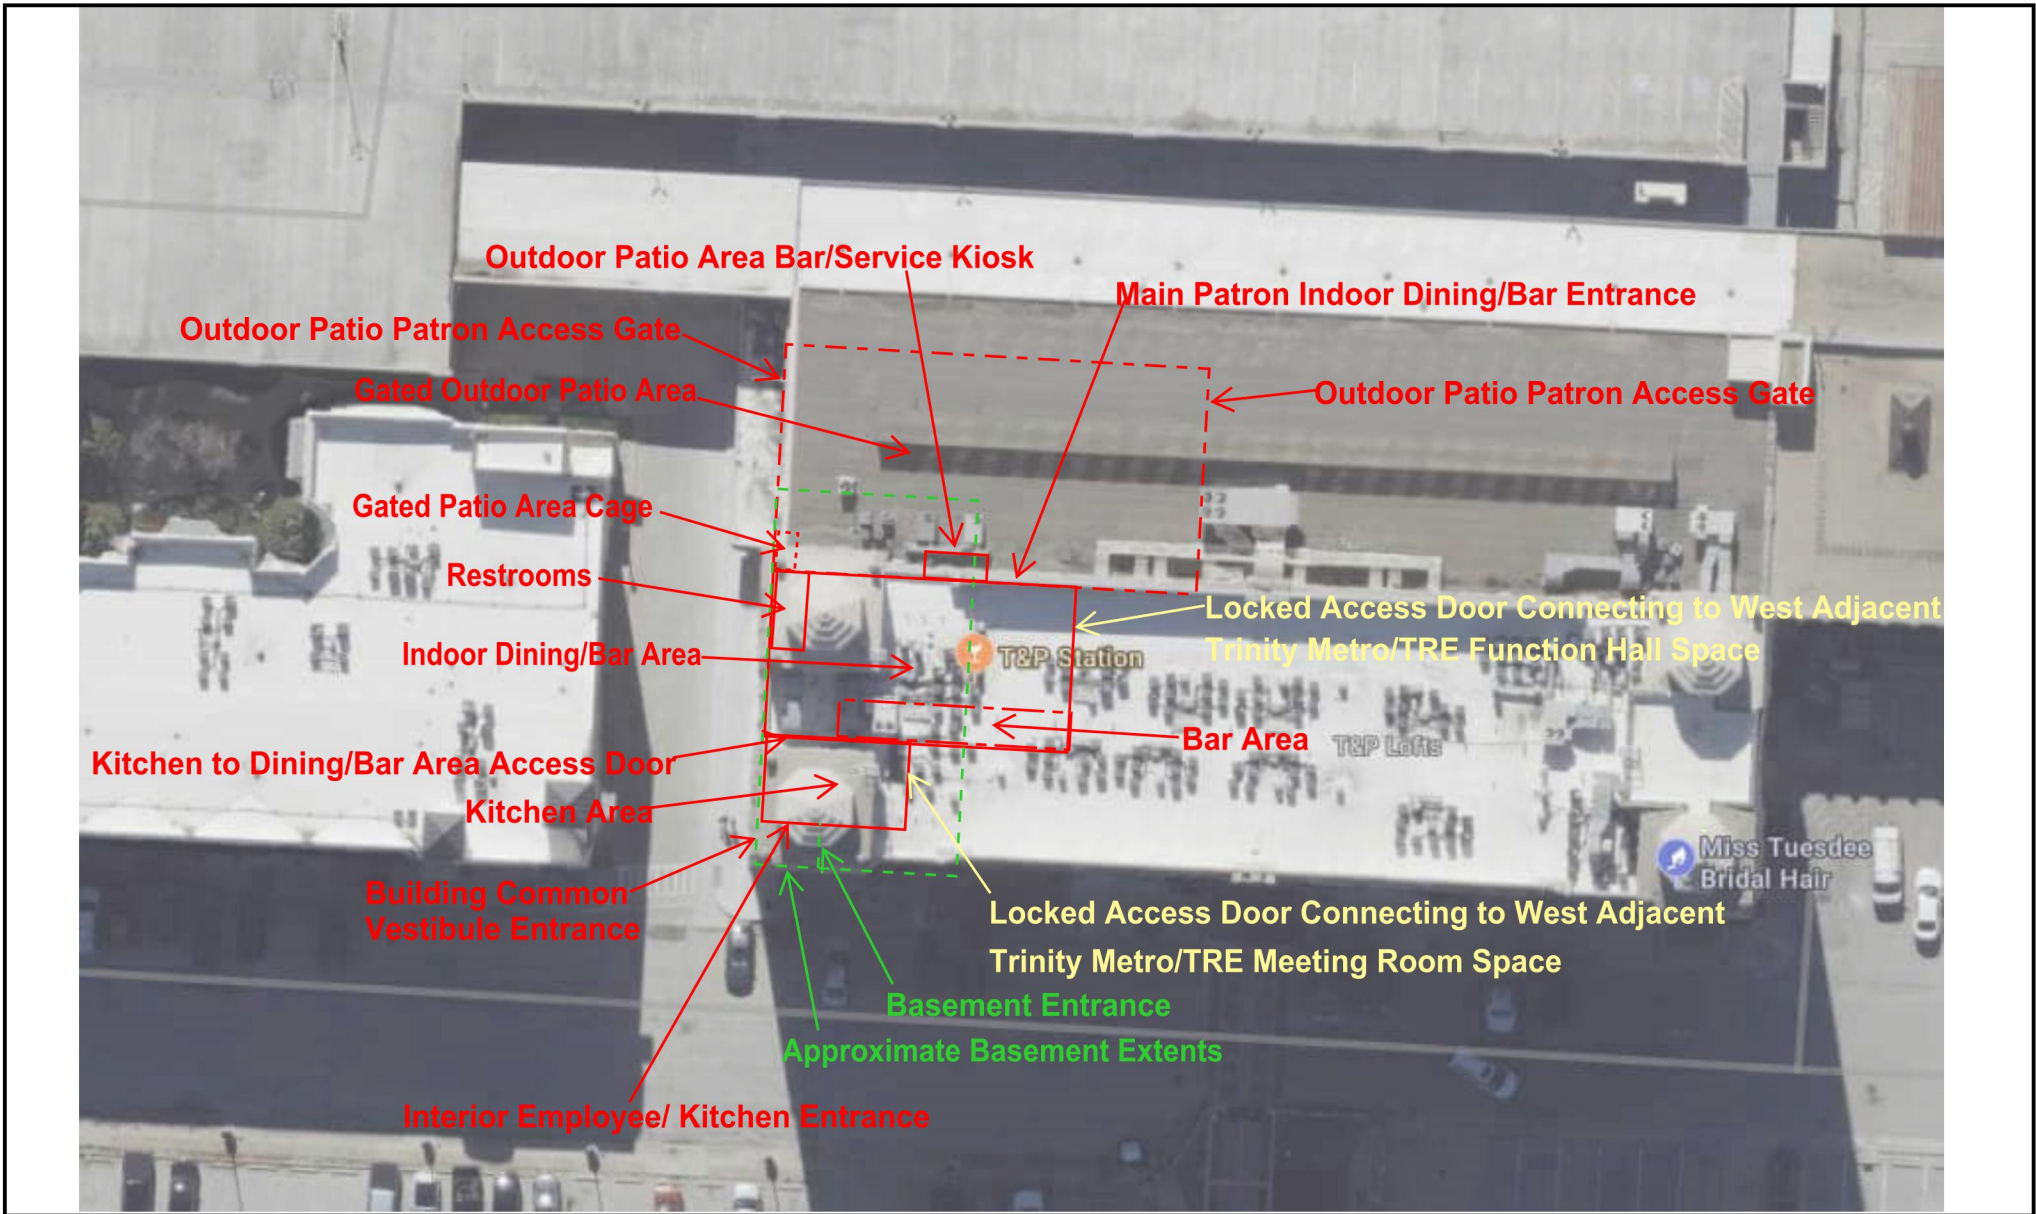 Outdoor Patio Area Bar/Service Kiosk
Main Patron Indoor Dining/Bar Entrance
Outdoor Patio Patron Access Gate
Gated Outdoor Patio Area
Outdoor Patio Patron Access Gate
Gated Patio Area Cage
Restrooms
Locked Access Door Connecting to West Adjacent
Trinity Metro/TRE Function Hall Space
Indoor Dining/Bar Area
T&P Station
Bar Area
T&P Lofts
Kitchen to Dining/Bar Area Access Door
Kitchen Area
Miss Tuesdee
Bridal Hair
Building Common
Vestibule Entrance
Locked Access Door Connecting to West Adjacent
Trinity Metro/TRE Meeting Room Space
Basement Entrance
Approximate Basement Extents
Interior Employee/ Kitchen Entrance